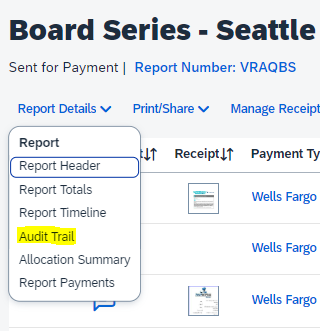 Board Series - Seattle
Sent for Payment | Report Number: VRAQBS
Report Details Print/Share Manage Receipt
Report
Receipt Payment Ty
Report Header
Report Totals
Wells Fargo
Report Timeline
Audit Trail
Wells Fargo
Allocation Summary
Report Payments
Wells Fargo